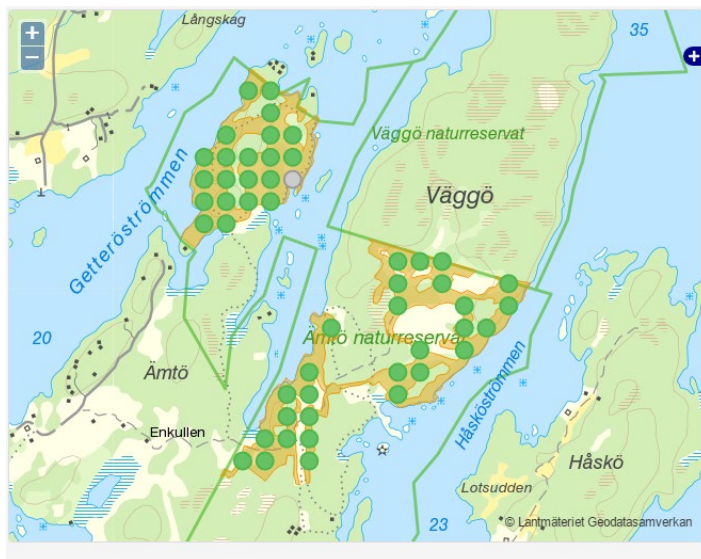 +
−
Långskag
35
+
Väggö naturreservat
Getteröströmmen
Väggö
20
Ämtö naturreservat
Ämtö
Enkullen
Håsköströmmen
Håskö
Lotsudden
23
© Lantmäteriet Geodatasamverkan